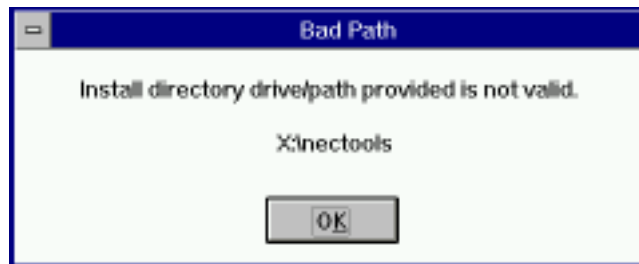 Bad Path
Install directory drive/path provided is not valid.
X:\nectools
OK